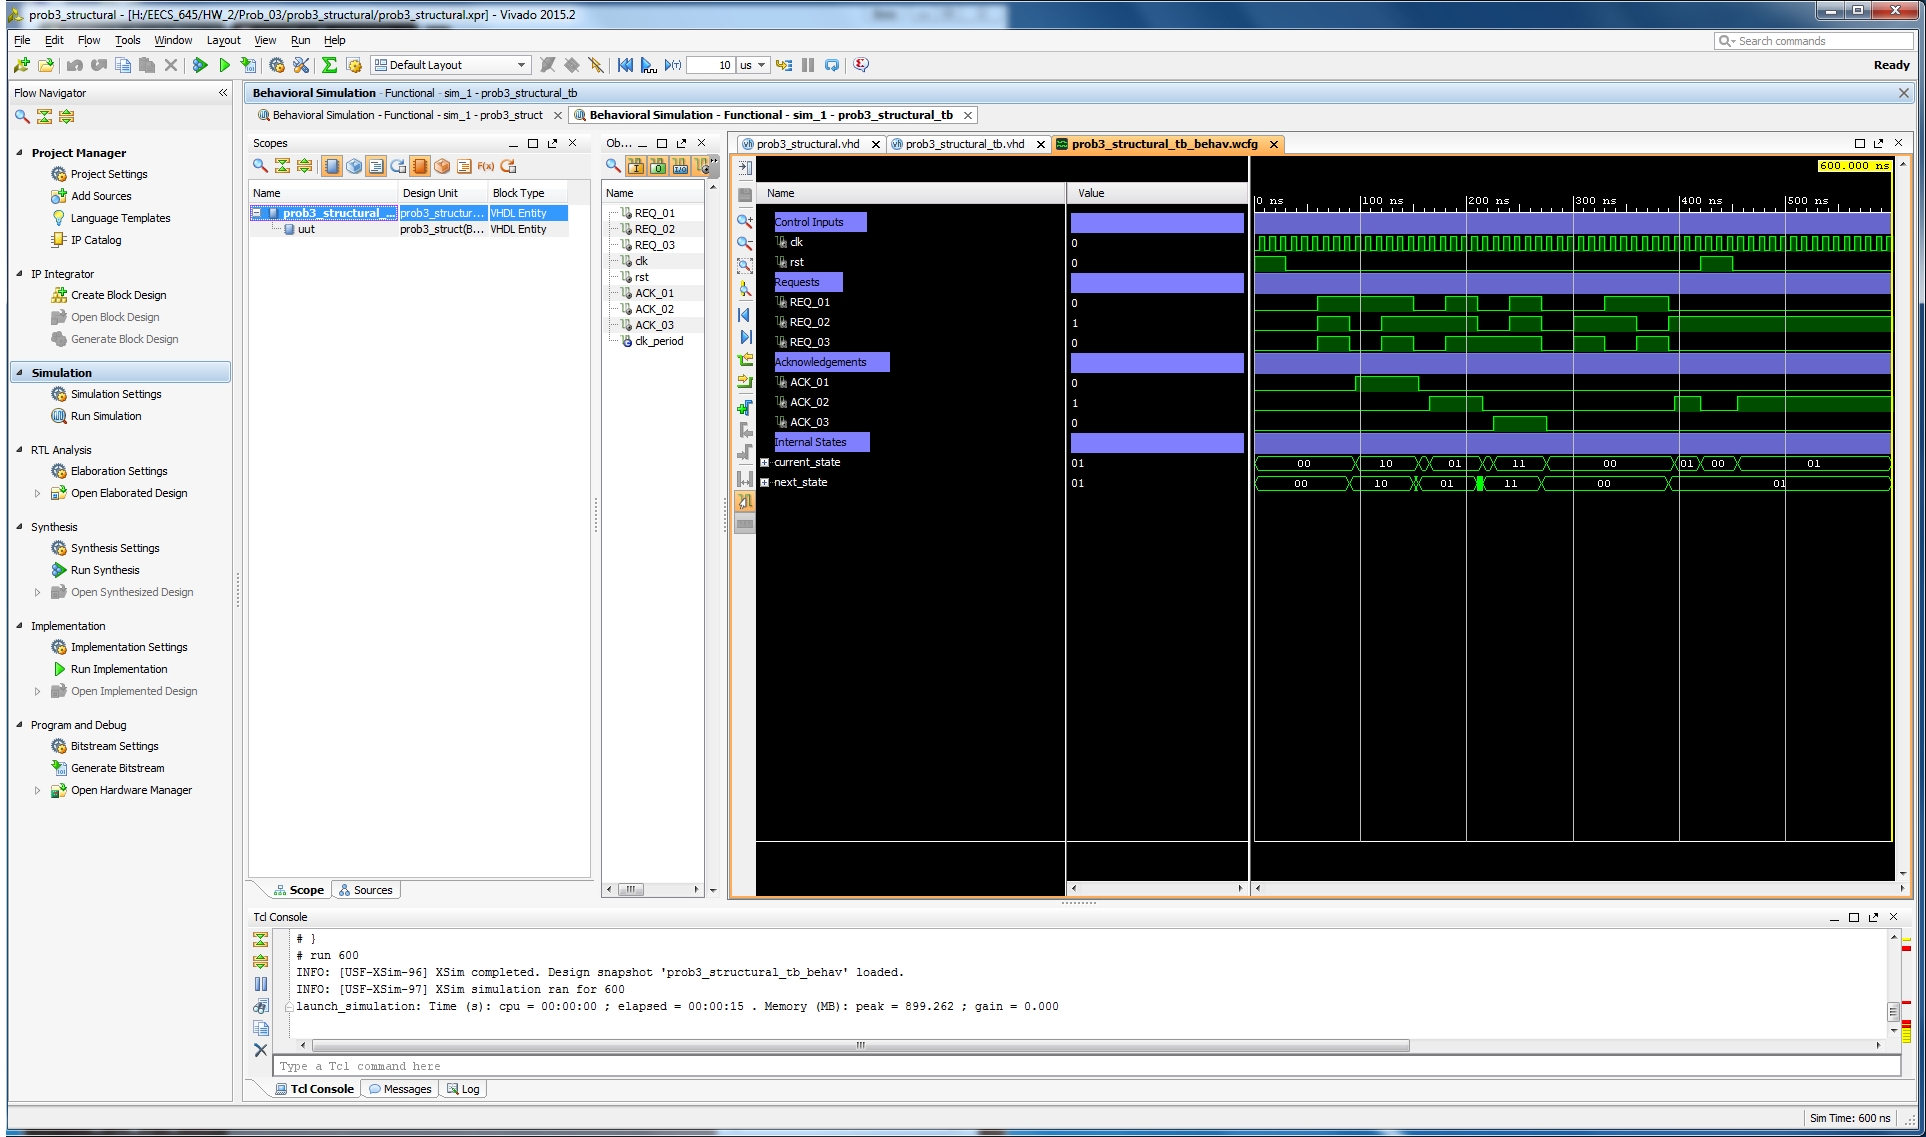 prob3_structural - [H:/EECS_645/HW_2/Prob_03/prob3_structural/prob3_structural.xpr] - Vivado 2015.2
File Edit Flow Tools Window Layout View Run Help
Search commands
Default Layout
10 us
Ready
Flow Navigator
Project Manager
Project Settings
Add Sources
Language Templates
IP Catalog
IP Integrator
Create Block Design
Open Block Design
Generate Block Design
Simulation
Simulation Settings
Run Simulation
RTL Analysis
Elaboration Settings
Open Elaborated Design
Synthesis
Synthesis Settings
Run Synthesis
Open Synthesized Design
Implementation
Implementation Settings
Run Implementation
Open Implemented Design
Program and Debug
Bitstream Settings
Generate Bitstream
Open Hardware Manager
Behavioral Simulation - Functional - sim_1 - prob3_structural_tb
Behavioral Simulation - Functional - sim_1 - prob3_struct
Behavioral Simulation - Functional - sim_1 - prob3_structural_tb
Scopes
F(x)
Name Design Unit Block Type
prob3_structural_... prob3_structur... VHDL Entity
uut prob3_struct(B... VHDL Entity
Scope Sources
Ob...
Name
REQ_01
REQ_02
REQ_03
clk
rst
ACK_01
ACK_02
ACK_03
clk_period
prob3_structural.vhd prob3_structural_tb.vhd prob3_structural_tb_behav.wcfg
600.000 ns
Name Value
0 ns 100 ns 200 ns 300 ns 400 ns 500 ns
Control Inputs
clk 0
rst 0
Requests
REQ_01 0
REQ_02 1
REQ_03 0
Acknowledgements
ACK_01 0
ACK_02 1
ACK_03 0
Internal States
current_state 01 00 10 01 11 00 01 00 01
next_state 01 00 10 01 11 00 01
Tcl Console
# }
# run 600
INFO: [USF-XSim-96] XSim completed. Design snapshot 'prob3_structural_tb_behav' loaded.
INFO: [USF-XSim-97] XSim simulation ran for 600
launch_simulation: Time (s): cpu = 00:00:00 ; elapsed = 00:00:15 . Memory (MB): peak = 899.262 ; gain = 0.000
Type a Tcl command here
Tcl Console Messages Log
Sim Time: 600 ns